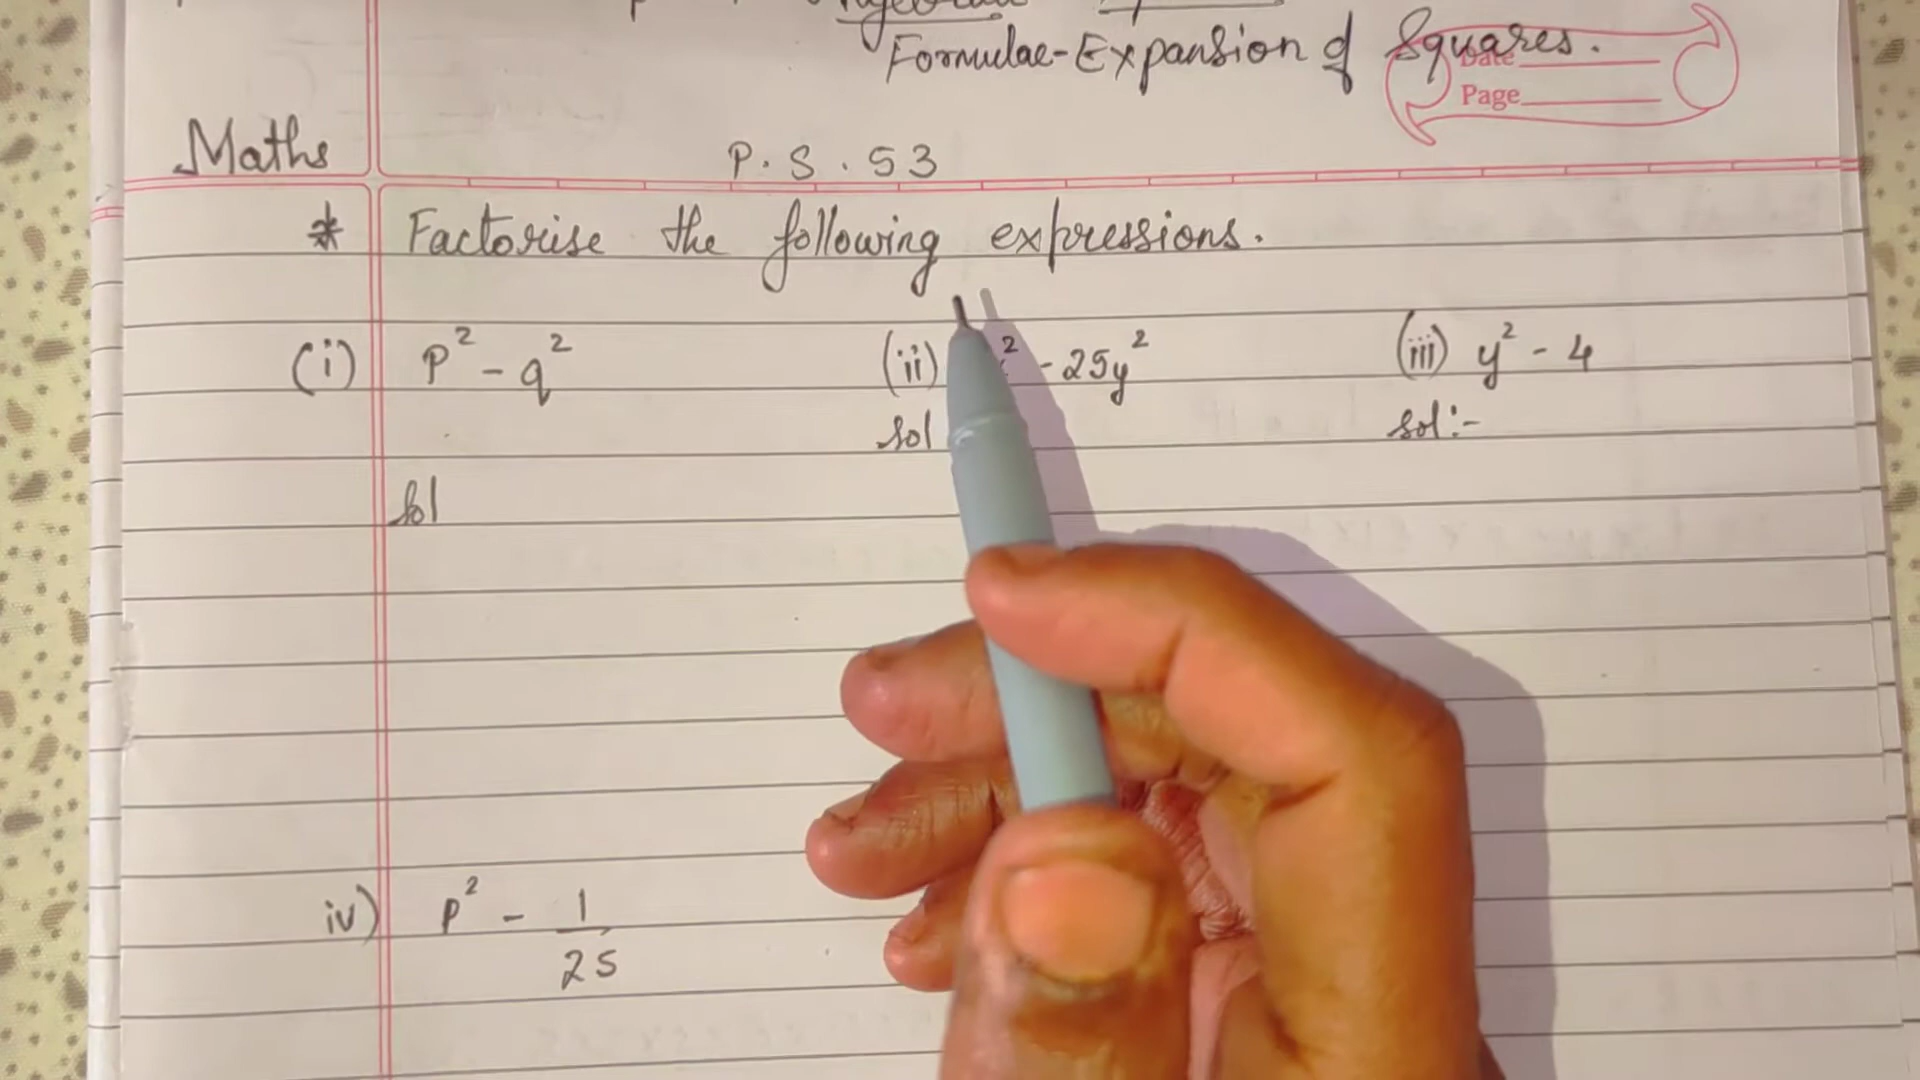 Formulae-Expansion of Squares.
Date
Page
Maths
P.S.53
* Factorise the following expressions.
(i) p² - q² (ii) ² - 25y² (iii) y² - 4
sol sol:-
sol
iv) p² - 1/25